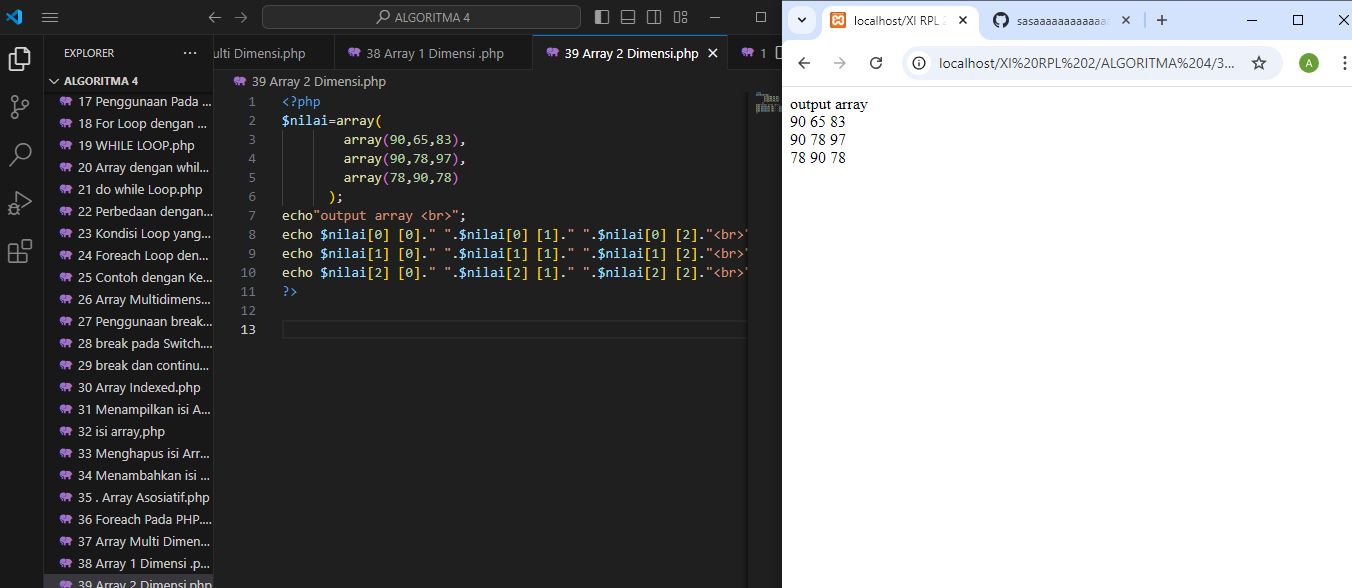 ALGORITMA 4
EXPLORER
ALGORITMA 4
17 Penggunaan Pada ...
18 For Loop dengan ...
19 WHILE LOOP.php
20 Array dengan whil...
21 do while Loop.php
22 Perbedaan dengan...
23 Kondisi Loop yang...
24 Foreach Loop den...
25 Contoh dengan Ke...
26 Array Multidimens...
27 Penggunaan break...
28 break pada Switch....
29 break dan continu...
30 Array Indexed.php
31 Menampilkan isi A...
32 isi array,php
33 Menghapus isi Arr...
34 Menambahkan isi ...
35 . Array Asosiatif.php
36 Foreach Pada PHP....
37 Array Multi Dimen...
38 Array 1 Dimensi .p...
39 Array 2 Dimensi.php
ulti Dimensi.php
38 Array 1 Dimensi .php
39 Array 2 Dimensi.php
1
39 Array 2 Dimensi.php
1 <?php
2 $nilai=array(
3 array(90,65,83),
4 array(90,78,97),
5 array(78,90,78)
6 );
7 echo"output array <br>";
8 echo $nilai[0] [0]." ".$nilai[0] [1]." ".$nilai[0] [2]."<br>"
9 echo $nilai[1] [0]." ".$nilai[1] [1]." ".$nilai[1] [2]."<br>"
10 echo $nilai[2] [0]." ".$nilai[2] [1]." ".$nilai[2] [2]."<br>"
11 ?>
12
13
localhost/XI RPL 2
sasaaaaaaaaaaaa
localhost/XI%20RPL%202/ALGORITMA%204/3...
A
output array
90 65 83
90 78 97
78 90 78